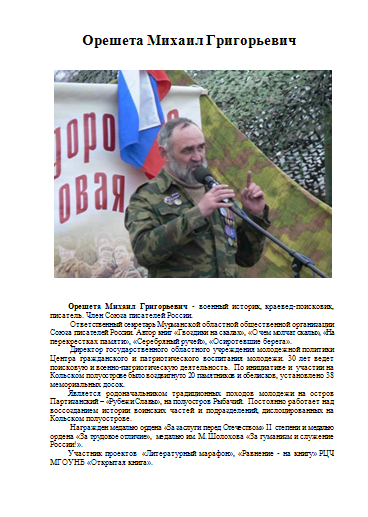 Орешета Михаил Григорьевич
доро
овая
Орешета Михаил Григорьевич - военный историк, краевед-поисковик,
писатель. Член Союза писателей России.
Ответственный секретарь Мурманской областной общественной организации
Союза писателей России. Автор книг «Гвоздики на скалах», «О чем молчат скалы», «На
перекрестках памяти», «Серебряный ручей», «Осиротевшие берега».
Директор государственного областного учреждения молодежной политики
Центра гражданского и патриотического воспитания молодежи. 30 лет ведет
поисковую и военно-патриотическую деятельность. По инициативе и участии на
Кольском полуострове было воздвигнуто 20 памятников и обелисков, установлено 38
мемориальных досок.
Является родоначальником традиционных походов молодежи на остров
Партизанский – «Рубежи Славы», на полуостров Рыбачий. Постоянно работает над
воссозданием истории воинских частей и подразделений, дислоцированных на
Кольском полуострове.
Награжден медалью ордена «За заслуги перед Отечеством» II степени и медалью
ордена «За трудовое отличие», медалью им. М. Шолохова «За гуманизм и служение
России!».
Участник проектов «Литературный марафон», «Равнение - на книгу» РЦЧ
МГОУНБ «Открытая книга».